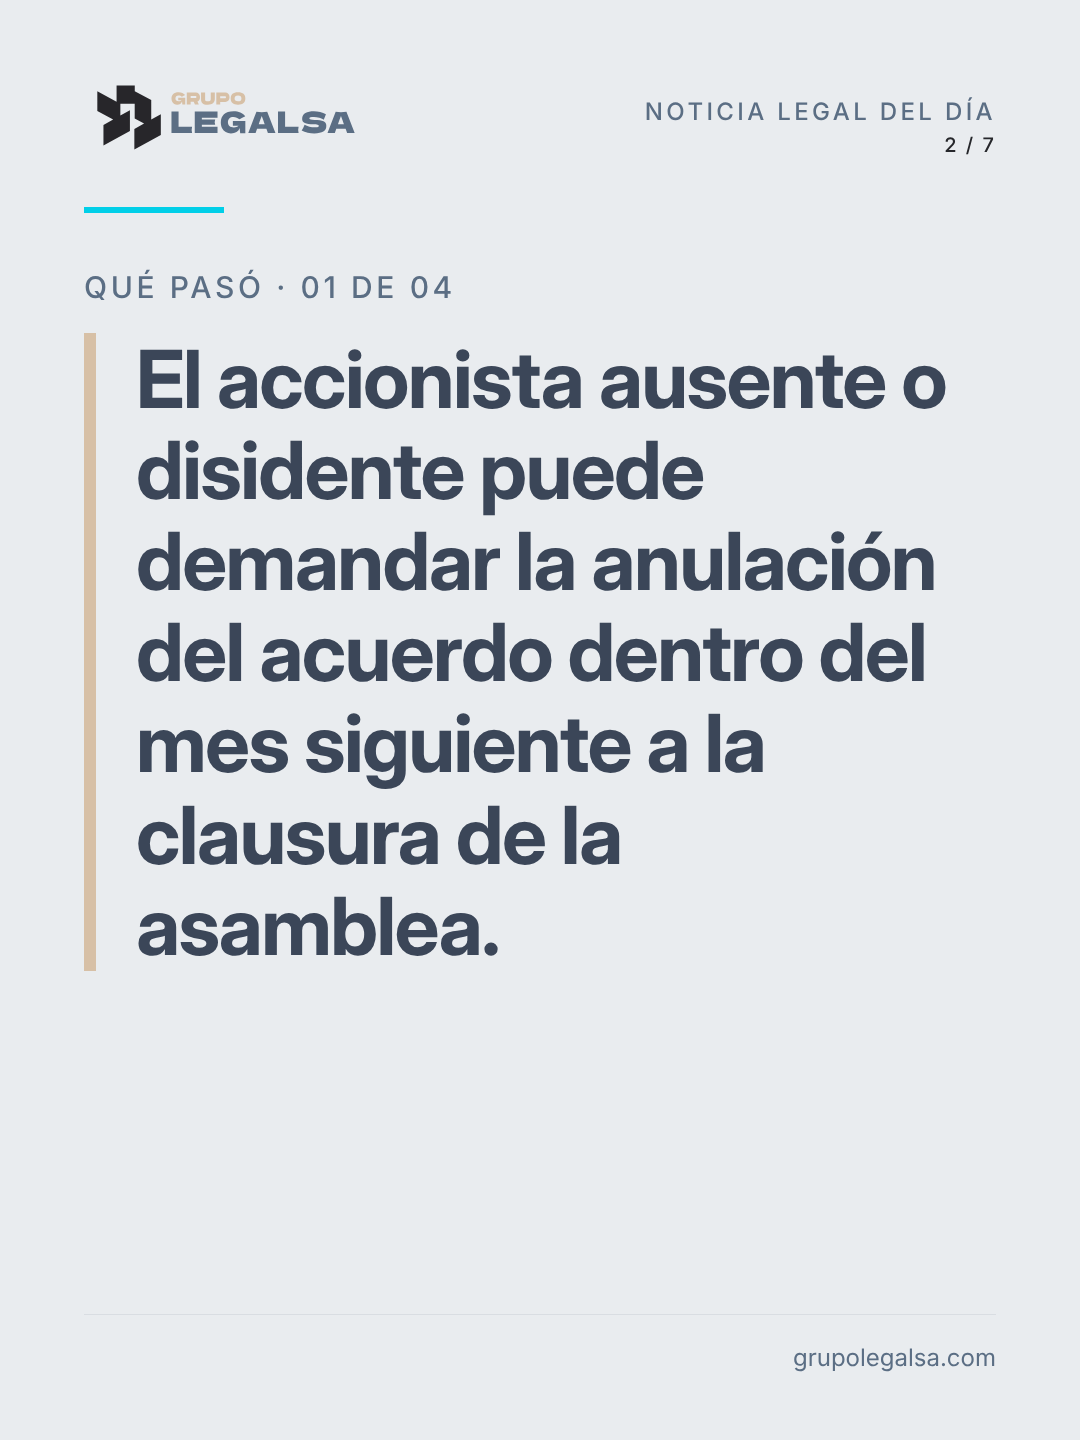 GRUPO
LEGALSA
NOTICIA LEGAL DEL DÍA
2 / 7
QUÉ PASÓ · 01 DE 04
El accionista ausente o
disidente puede
demandar la anulación
del acuerdo dentro del
mes siguiente a la
clausura de la
asamblea.
grupolegalsa.com